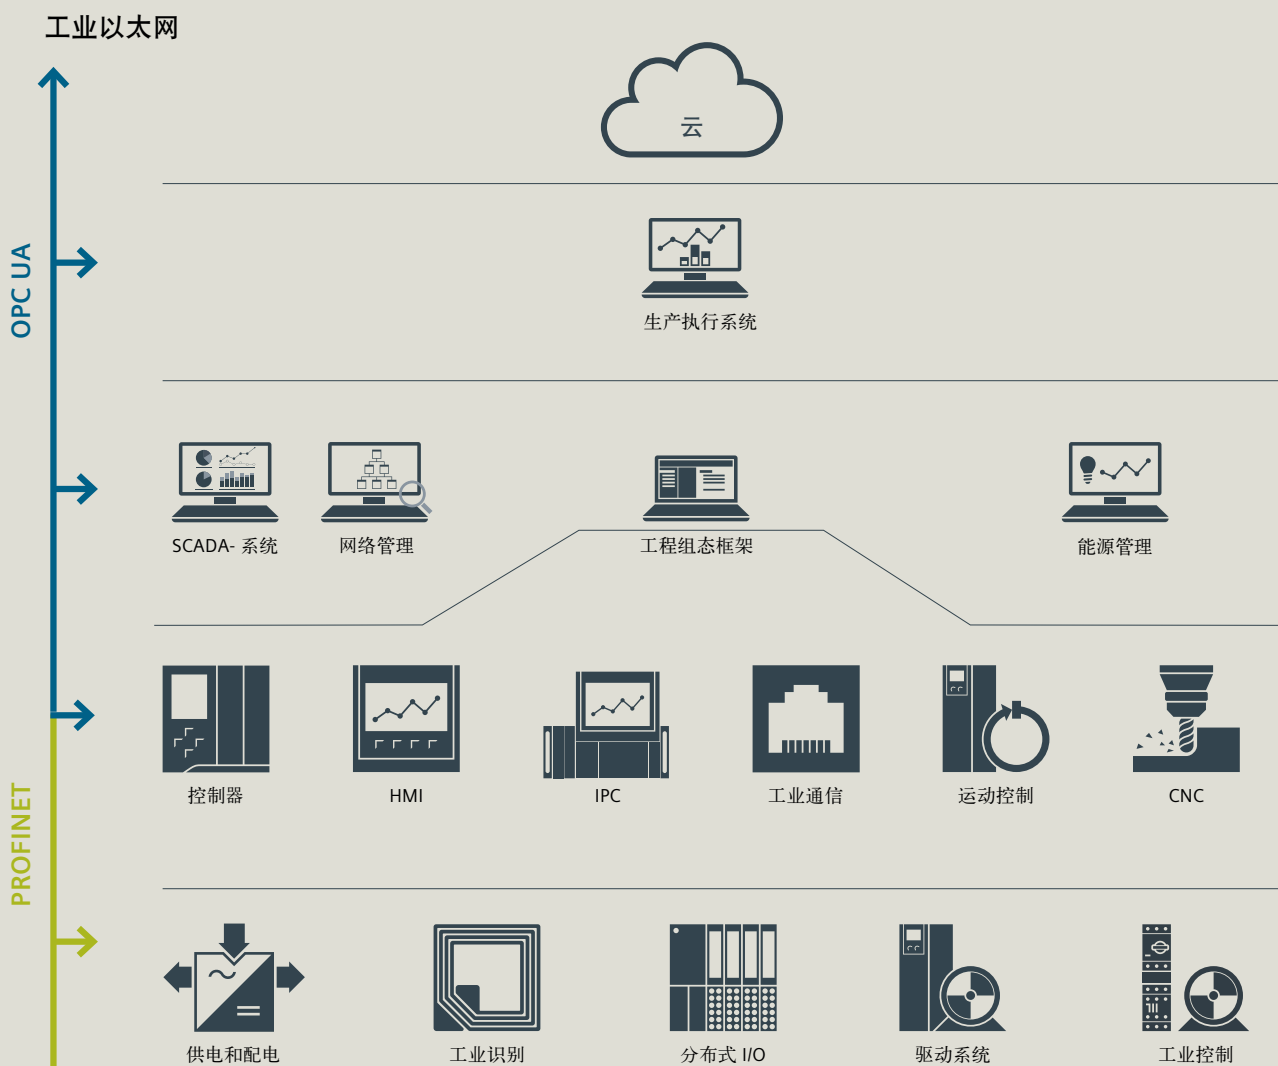 工业以太网
云
OPC UA
生产执行系统
SCADA- 系统
网络管理
工程组态框架
能源管理
控制器
HMI
IPC
工业通信
运动控制
CNC
PROFINET
供电和配电
工业识别
分布式 I/O
驱动系统
工业控制